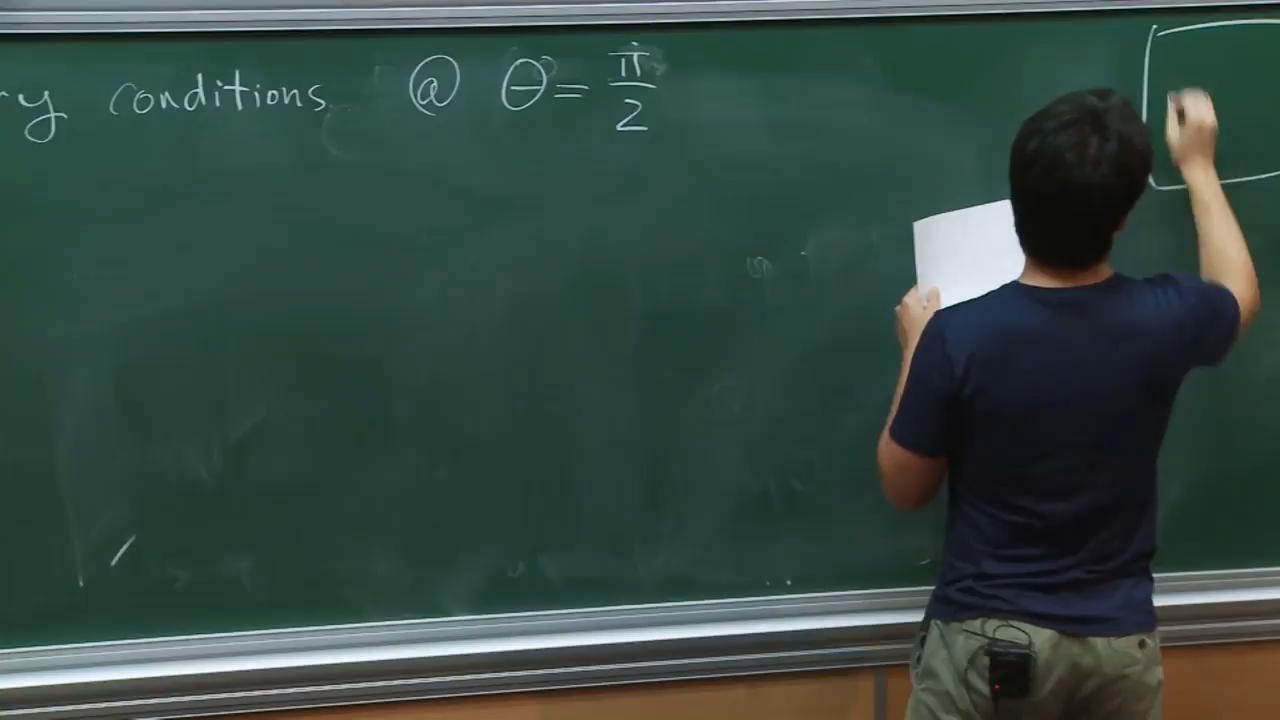 conditions @ θ = π/2